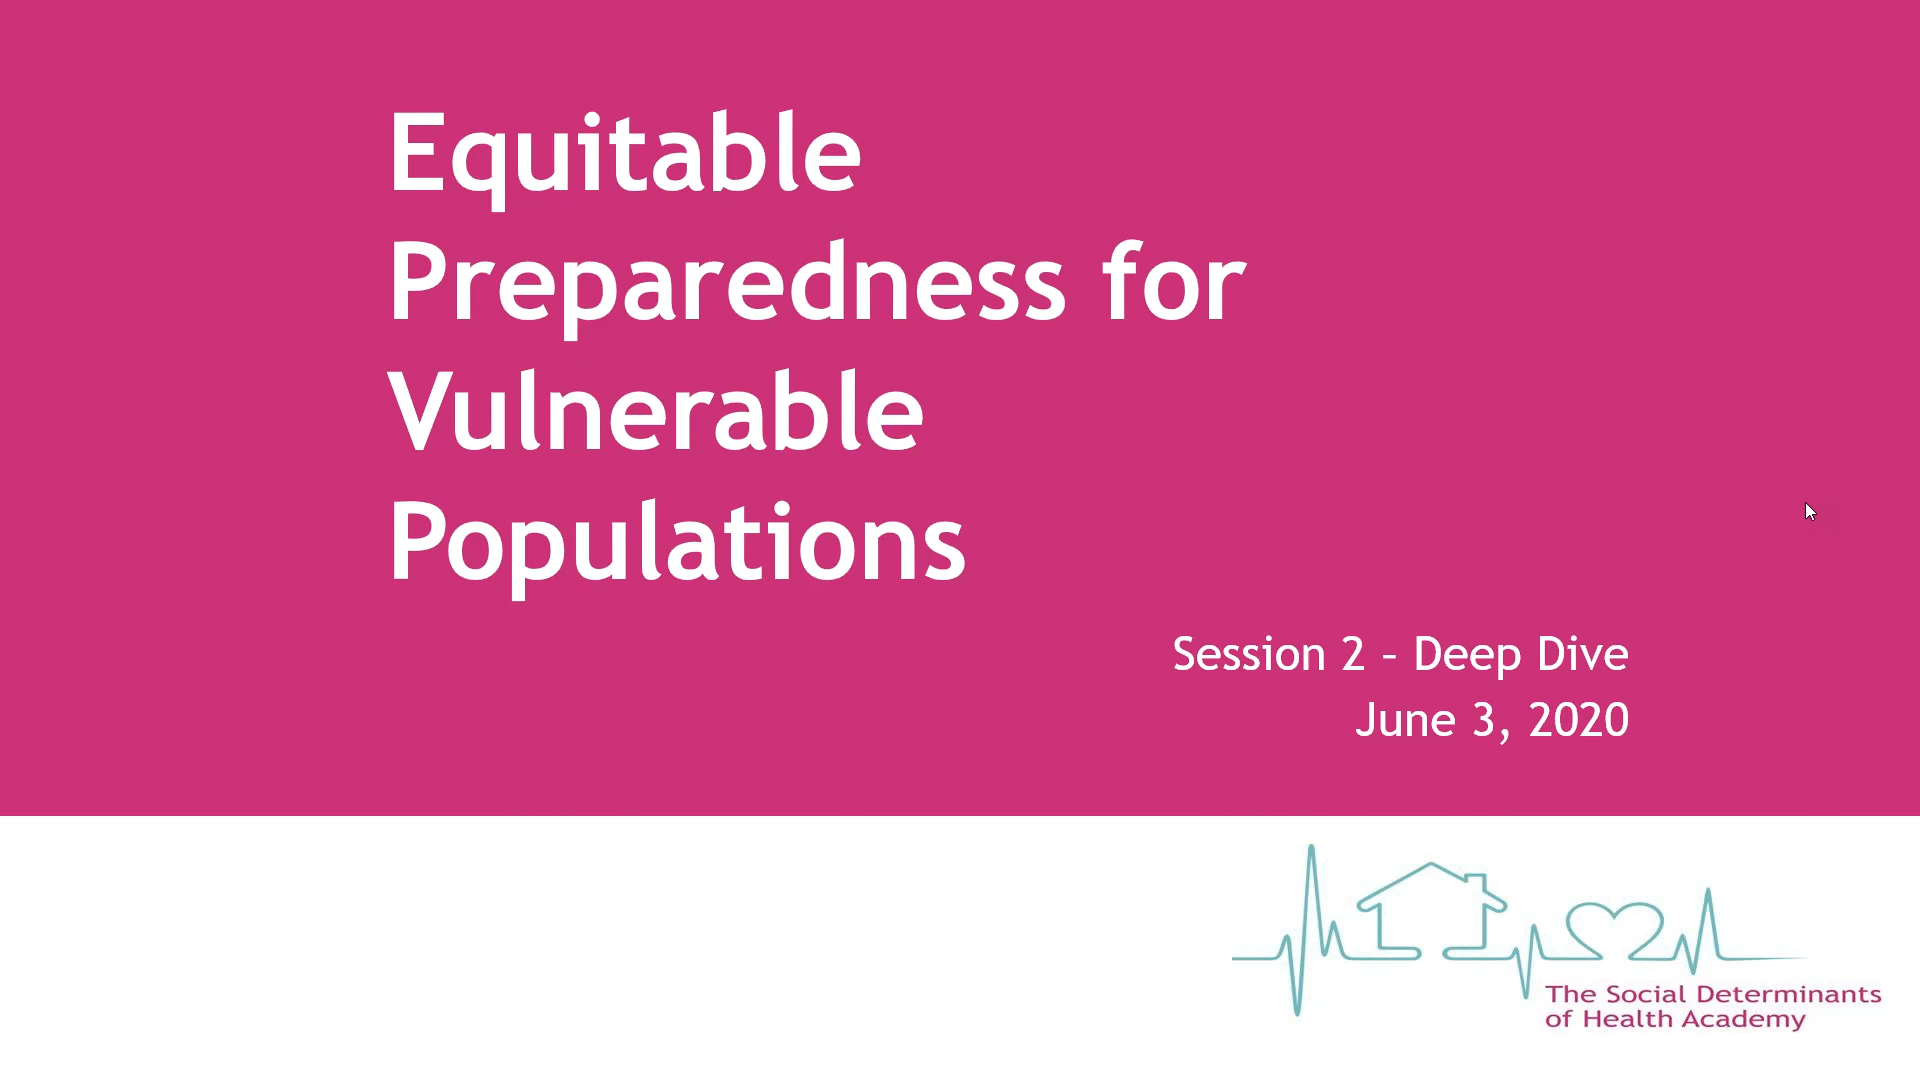 Equitable
Preparedness for
Vulnerable
Populations
Session 2 – Deep Dive
June 3, 2020
The Social Determinants
of Health Academy